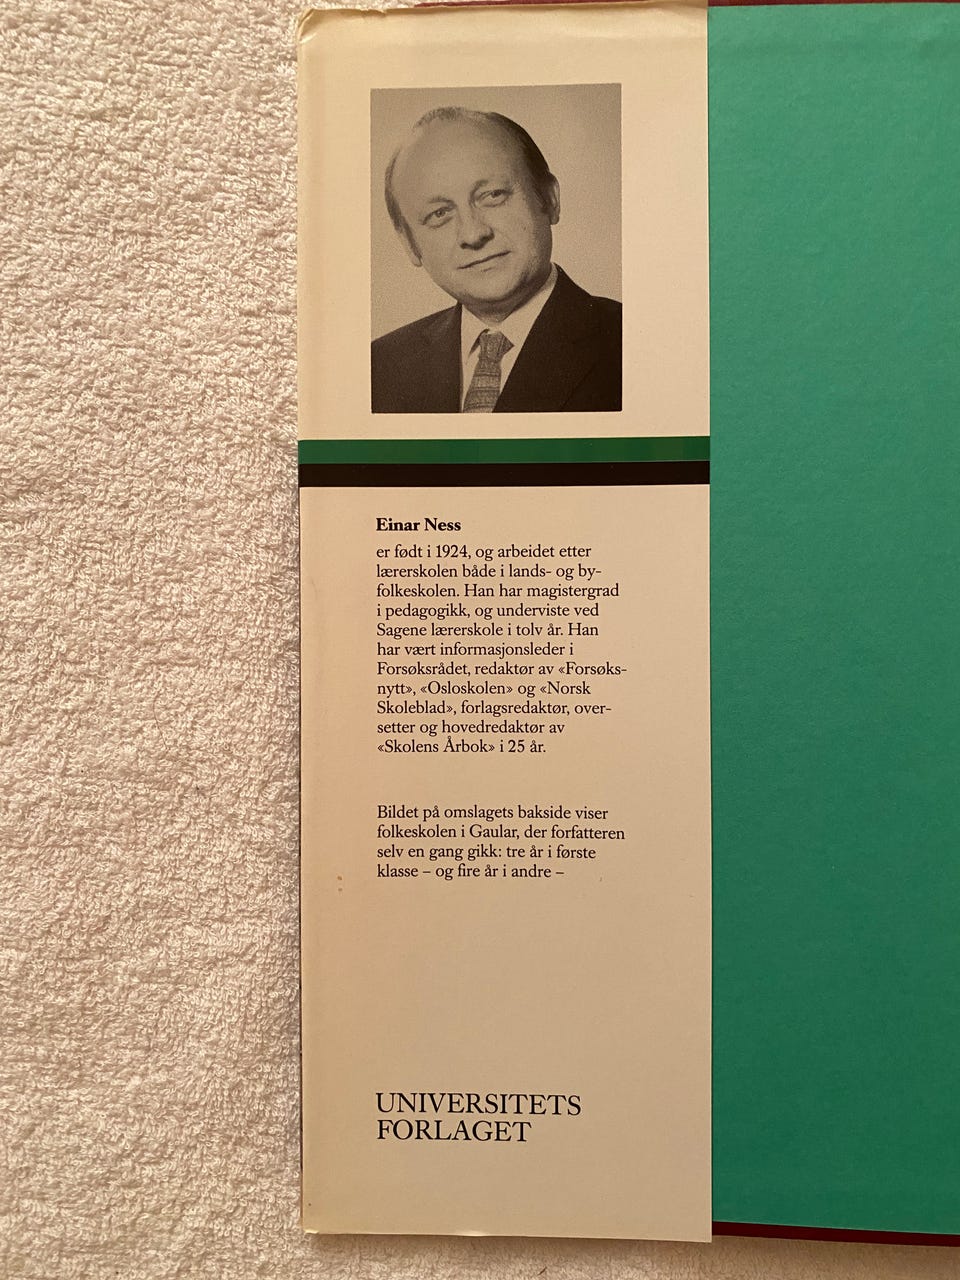 Einar Ness
er født i 1924, og arbeidet etter
lærerskolen både i lands- og by-
folkeskolen. Han har magistergrad
i pedagogikk, og underviste ved
Sagene lærerskole i tolv år. Han
har vært informasjonsleder i
Forsøksrådet, redaktør av «Forsøks-
nytt», «Osloskolen» og «Norsk
Skoleblad», forlagsredaktør, over-
setter og hovedredaktør av
«Skolens Årbok» i 25 år.
Bildet på omslagets bakside viser
folkeskolen i Gaular, der forfatteren
selv en gang gikk: tre år i første
klasse – og fire år i andre –
UNIVERSITETS
FORLAGET